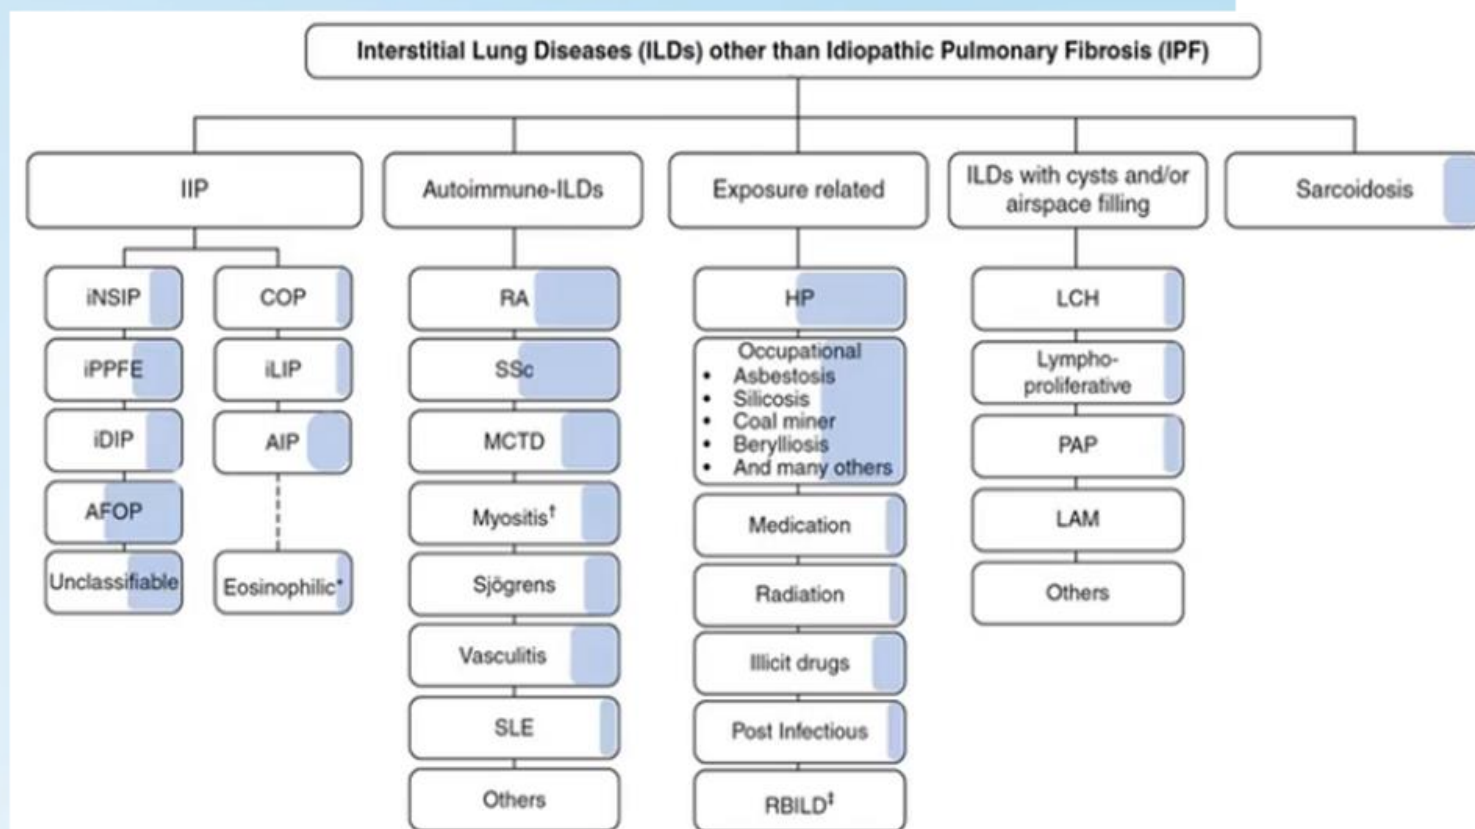 Interstitial Lung Diseases (ILDs) other than Idiopathic Pulmonary Fibrosis (IPF)
IIP
Autoimmune-ILDs
Exposure related
ILDs with cysts and/or
airspace filling
Sarcoidosis
iNSIP
iPPFE
iDIP
AFOP
Unclassifiable
COP
iLIP
AIP
Eosinophilic*
RA
SSc
MCTD
Myositis†
Sjögrens
Vasculitis
SLE
Others
HP
Occupational
• Asbestosis
• Silicosis
• Coal miner
• Berylliosis
• And many others
Medication
Radiation
Illicit drugs
Post Infectious
RBILD‡
LCH
Lympho-
proliferative
PAP
LAM
Others